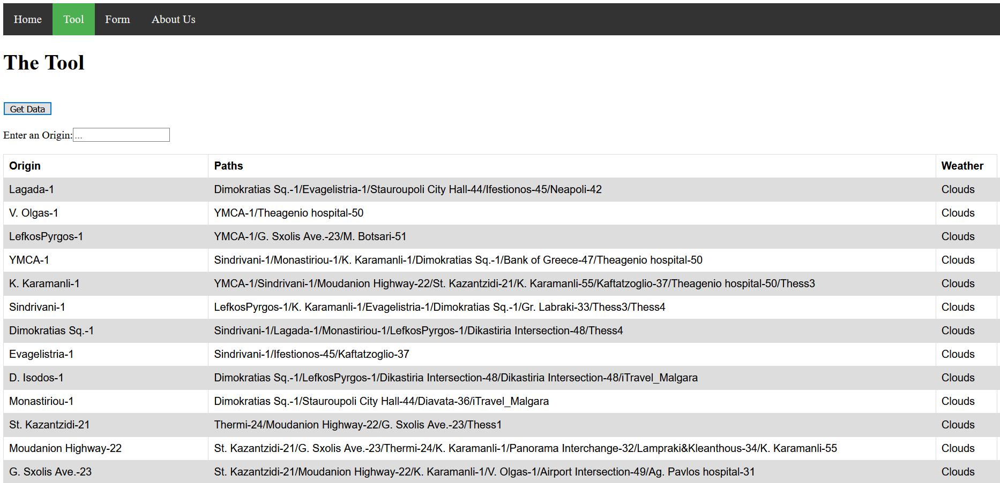 Home Tool Form About Us
The Tool
Get Data
Enter an Origin: ...
Origin Paths Weather
Lagada-1 Dimokratias Sq.-1/Evagelistria-1/Stauroupoli City Hall-44/Ifestionos-45/Neapoli-42 Clouds
V. Olgas-1 YMCA-1/Theagenio hospital-50 Clouds
LefkosPyrgos-1 YMCA-1/G. Sxolis Ave.-23/M. Botsari-51 Clouds
YMCA-1 Sindrivani-1/Monastiriou-1/K. Karamanli-1/Dimokratias Sq.-1/Bank of Greece-47/Theagenio hospital-50 Clouds
K. Karamanli-1 YMCA-1/Sindrivani-1/Moudanion Highway-22/St. Kazantzidi-21/K. Karamanli-55/Kaftatzoglio-37/Theagenio hospital-50/Thess3 Clouds
Sindrivani-1 LefkosPyrgos-1/K. Karamanli-1/Evagelistria-1/Dimokratias Sq.-1/Gr. Labraki-33/Thess3/Thess4 Clouds
Dimokratias Sq.-1 Sindrivani-1/Lagada-1/Monastiriou-1/LefkosPyrgos-1/Dikastiria Intersection-48/Thess4 Clouds
Evagelistria-1 Sindrivani-1/Ifestionos-45/Kaftatzoglio-37 Clouds
D. Isodos-1 Dimokratias Sq.-1/LefkosPyrgos-1/Dikastiria Intersection-48/Dikastiria Intersection-48/iTravel_Malgara Clouds
Monastiriou-1 Dimokratias Sq.-1/Stauroupoli City Hall-44/Diavata-36/iTravel_Malgara Clouds
St. Kazantzidi-21 Thermi-24/Moudanion Highway-22/G. Sxolis Ave.-23/Thess1 Clouds
Moudanion Highway-22 St. Kazantzidi-21/G. Sxolis Ave.-23/Thermi-24/K. Karamanli-1/Panorama Interchange-32/Lampraki&Kleanthous-34/K. Karamanli-55 Clouds
G. Sxolis Ave.-23 St. Kazantzidi-21/Moudanion Highway-22/K. Karamanli-1/V. Olgas-1/Airport Intersection-49/Ag. Pavlos hospital-31 Clouds